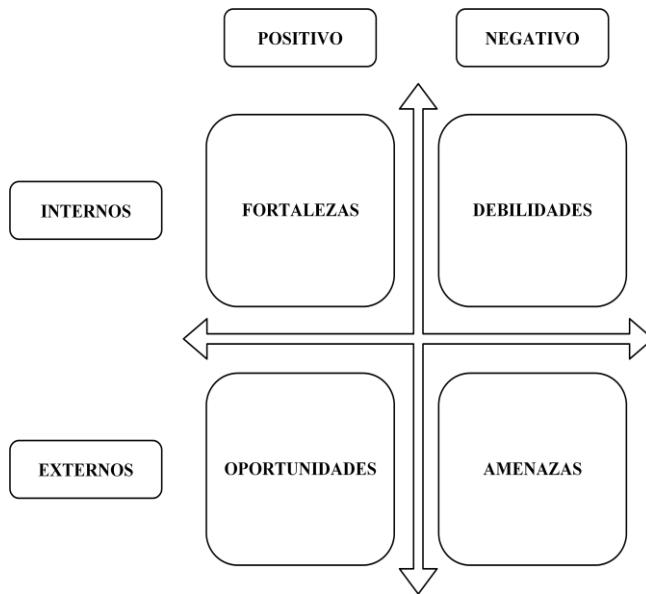 POSITIVO
NEGATIVO
INTERNOS
FORTALEZAS
DEBILIDADES
EXTERNOS
OPORTUNIDADES
AMENAZAS